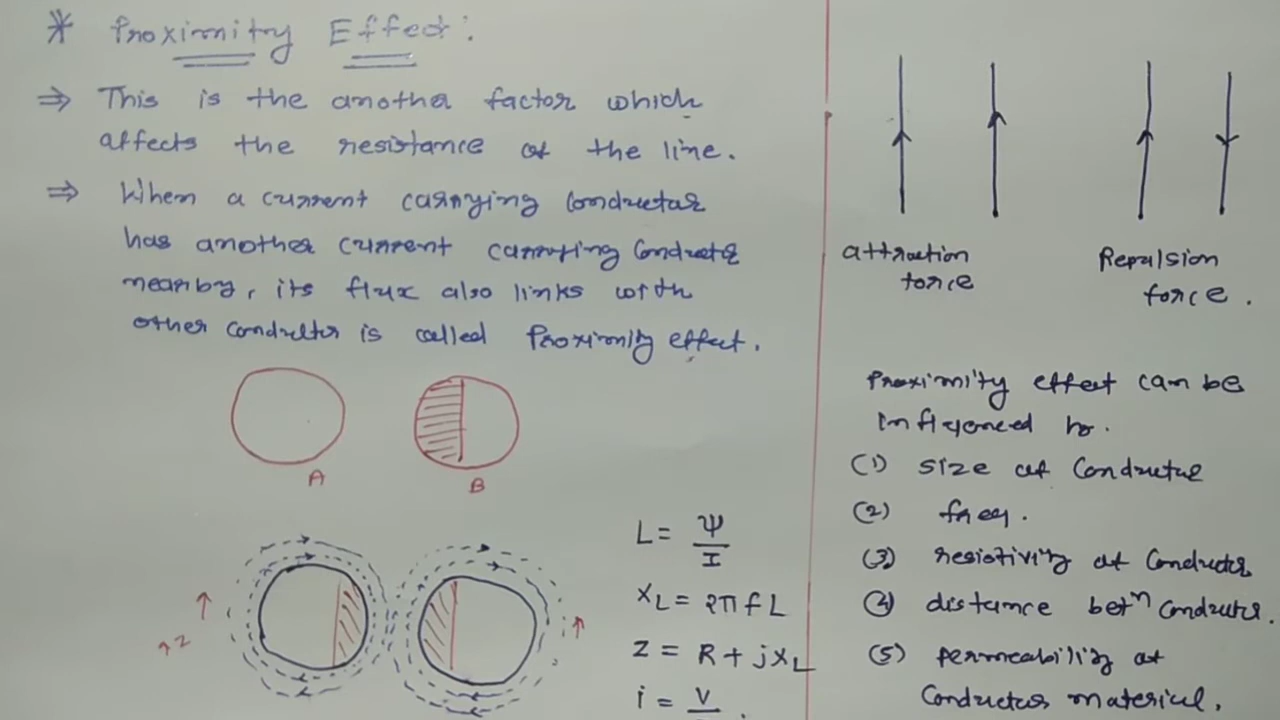 * Proximity Effect:
⇒ This is the another factor which
affects the resistance of the line.
⇒ When a current carrying conductor
has another current carrying conductor
nearby, its flux also links with
other conductor is called Proximity effect.
A
B
↑
↑ Z
↑
L = Ψ/I
XL = 2πfL
Z = R + jXL
i = V
attraction
force
Repulsion
force.
Proximity effect can be
(1) size of conductor
(2) freq.
(3) resistivity of conductor
(4) distance betⁿ conductor.
(5) permeability of
conductor material.